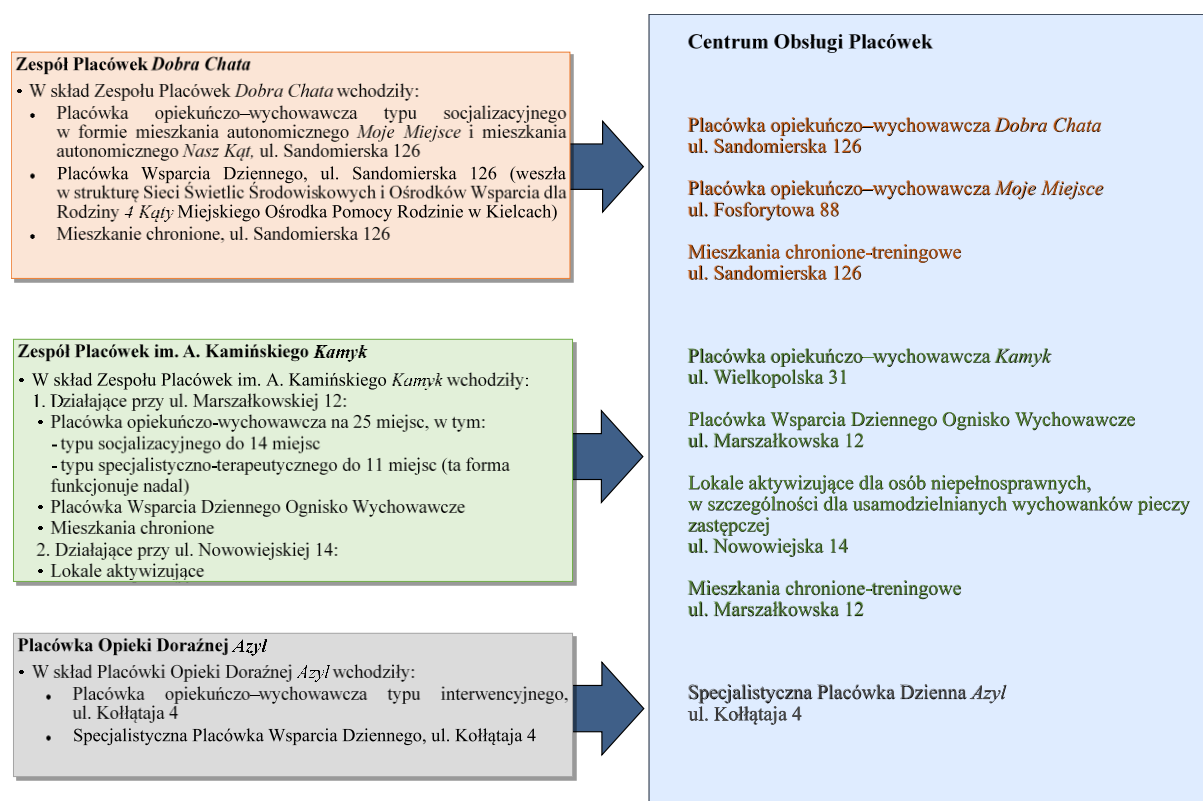 Zespół Placówek Dobra Chata
• W skład Zespołu Placówek Dobra Chata wchodziły:
• Placówka opiekuńczo–wychowawcza typu socjalizacyjnego
w formie mieszkania autonomicznego Moje Miejsce i mieszkania
autonomicznego Nasz Kąt, ul. Sandomierska 126
• Placówka Wsparcia Dziennego, ul. Sandomierska 126 (weszła
w strukturę Sieci Świetlic Środowiskowych i Ośrodków Wsparcia dla
Rodziny 4 Kąty Miejskiego Ośrodka Pomocy Rodzinie w Kielcach)
• Mieszkanie chronione, ul. Sandomierska 126
Zespół Placówek im. A. Kamińskiego Kamyk
• W skład Zespołu Placówek im. A. Kamińskiego Kamyk wchodziły:
1. Działające przy ul. Marszałkowskiej 12:
• Placówka opiekuńczo-wychowawcza na 25 miejsc, w tym:
- typu socjalizacyjnego do 14 miejsc
- typu specjalistyczno-terapeutycznego do 11 miejsc (ta forma
funkcjonuje nadal)
• Placówka Wsparcia Dziennego Ognisko Wychowawcze
• Mieszkania chronione
2. Działające przy ul. Nowowiejskiej 14:
• Lokale aktywizujące
Placówka Opieki Doraźnej Azyl
• W skład Placówki Opieki Doraźnej Azyl wchodziły:
• Placówka opiekuńczo–wychowawcza typu interwencyjnego,
ul. Kołłątaja 4
• Specjalistyczna Placówka Wsparcia Dziennego, ul. Kołłątaja 4
Centrum Obsługi Placówek
Placówka opiekuńczo–wychowawcza Dobra Chata
ul. Sandomierska 126
Placówka opiekuńczo–wychowawcza Moje Miejsce
ul. Fosforytowa 88
Mieszkania chronione-treningowe
ul. Sandomierska 126
Placówka opiekuńczo–wychowawcza Kamyk
ul. Wielkopolska 31
Placówka Wsparcia Dziennego Ognisko Wychowawcze
ul. Marszałkowska 12
Lokale aktywizujące dla osób niepełnosprawnych,
w szczególności dla usamodzielnianych wychowanków pieczy
zastępczej
ul. Nowowiejska 14
Mieszkania chronione-treningowe
ul. Marszałkowska 12
Specjalistyczna Placówka Dzienna Azyl
ul. Kołłątaja 4